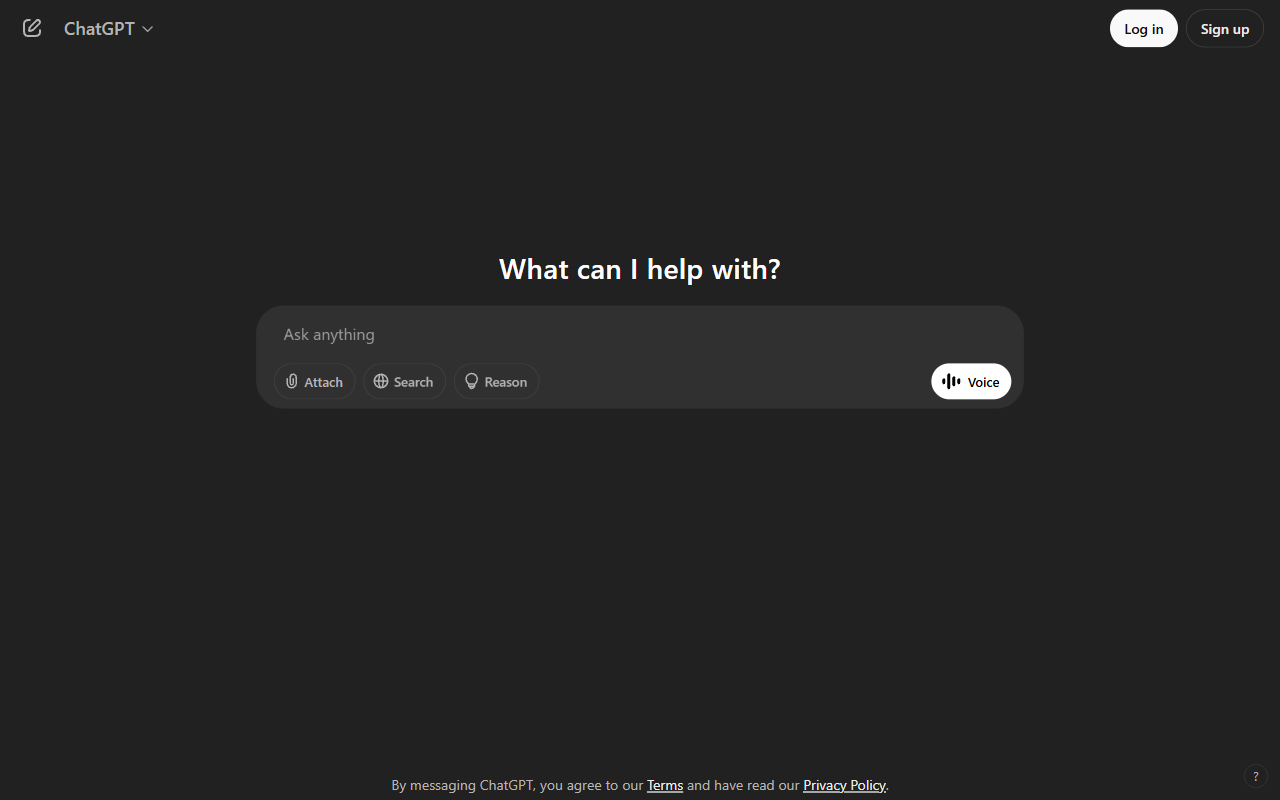 ChatGPT
Log in
Sign up
What can I help with?
Ask anything
Attach
Search
Reason
Voice
By messaging ChatGPT, you agree to our Terms and have read our Privacy Policy.
?